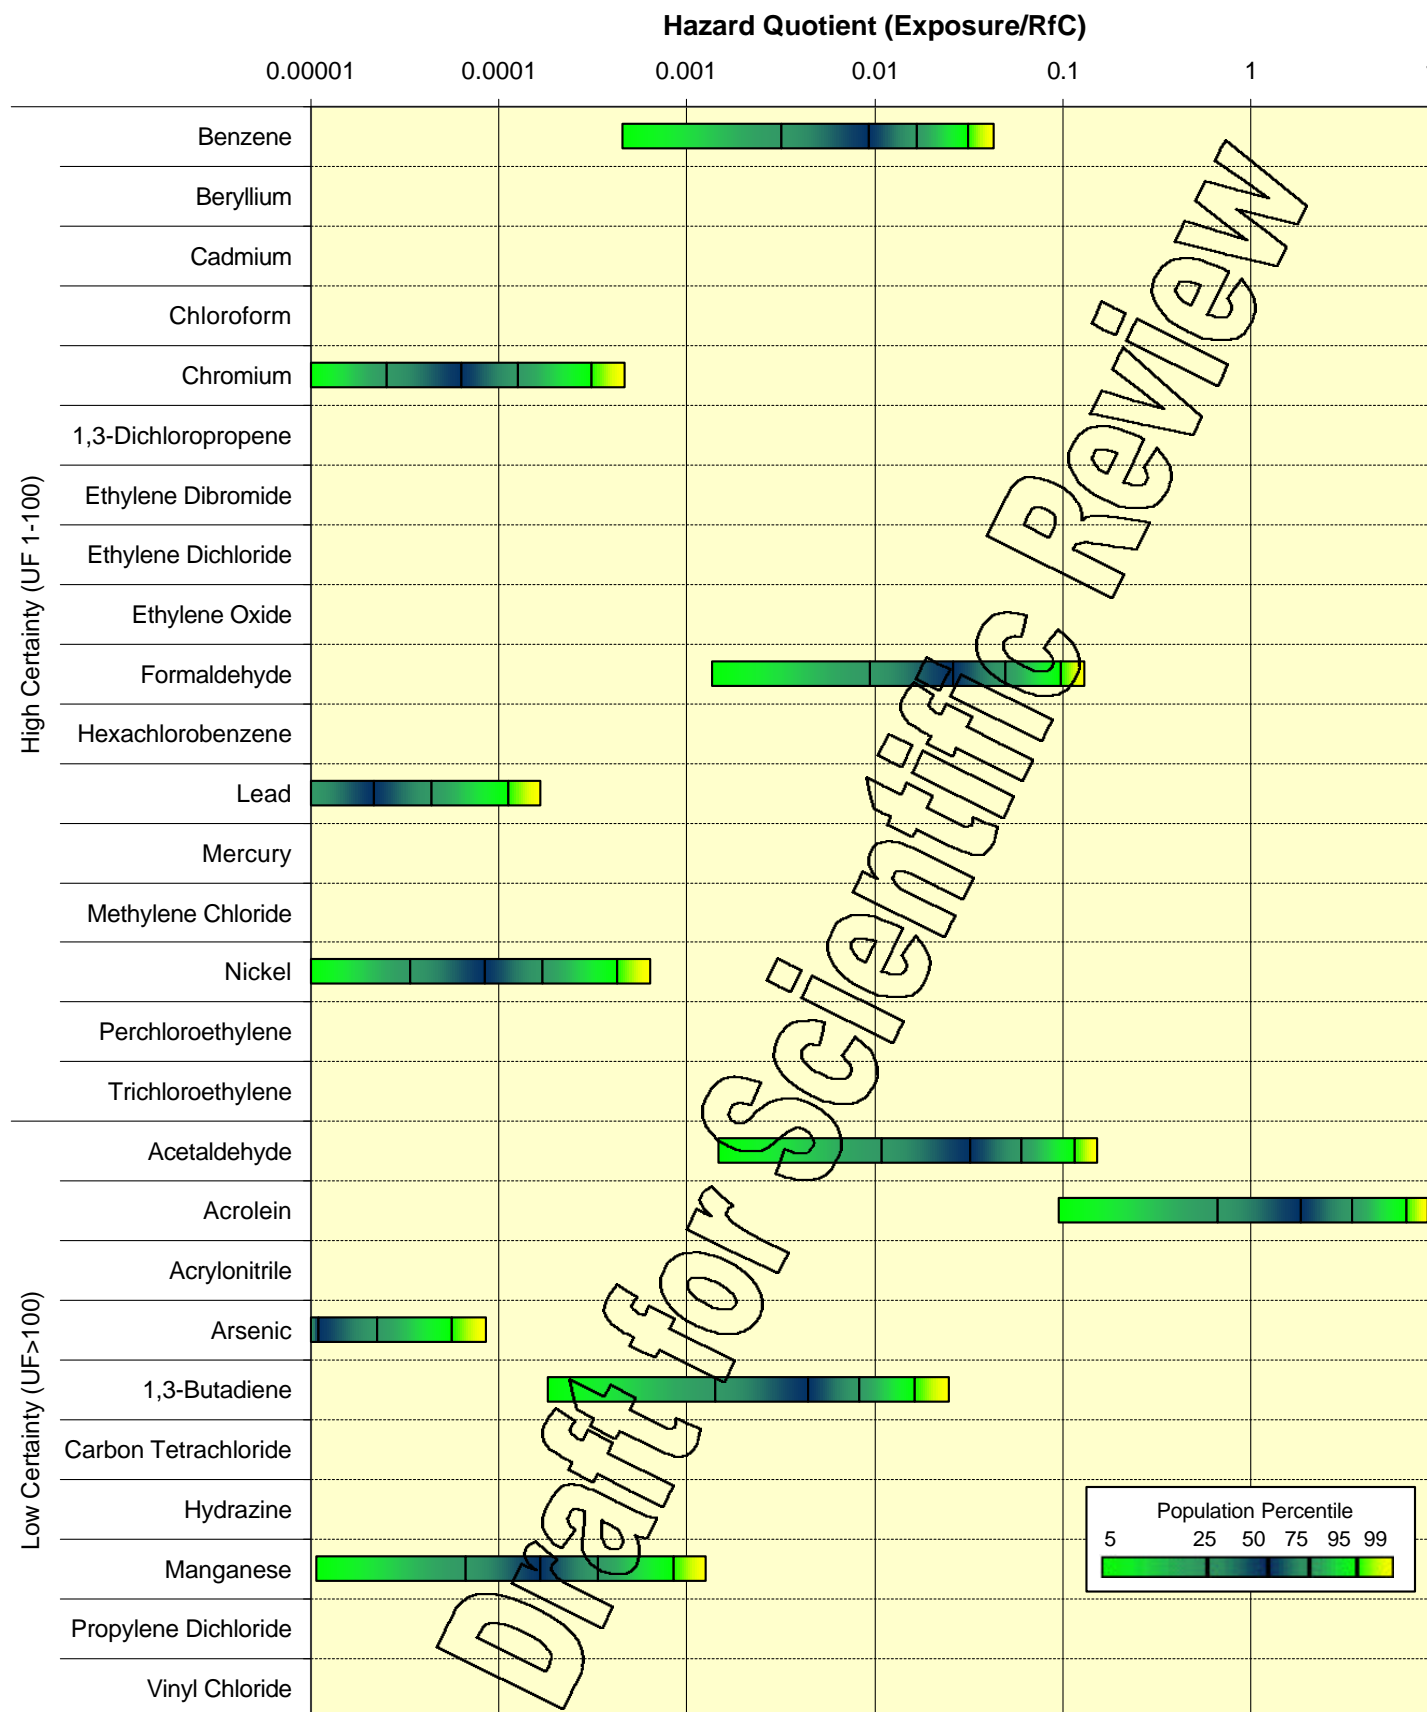 Hazard Quotient (Exposure/RfC)
0.00001 0.0001 0.001 0.01 0.1 1
High Certainty (UF 1-100)
Benzene
Beryllium
Cadmium
Chloroform
Chromium
1,3-Dichloropropene
Ethylene Dibromide
Ethylene Dichloride
Ethylene Oxide
Formaldehyde
Hexachlorobenzene
Lead
Mercury
Methylene Chloride
Nickel
Perchloroethylene
Trichloroethylene
Low Certainty (UF>100)
Acetaldehyde
Acrolein
Acrylonitrile
Arsenic
1,3-Butadiene
Carbon Tetrachloride
Hydrazine
Manganese
Propylene Dichloride
Vinyl Chloride
Draft for Scientific Review
Population Percentile
5 25 50 75 95 99